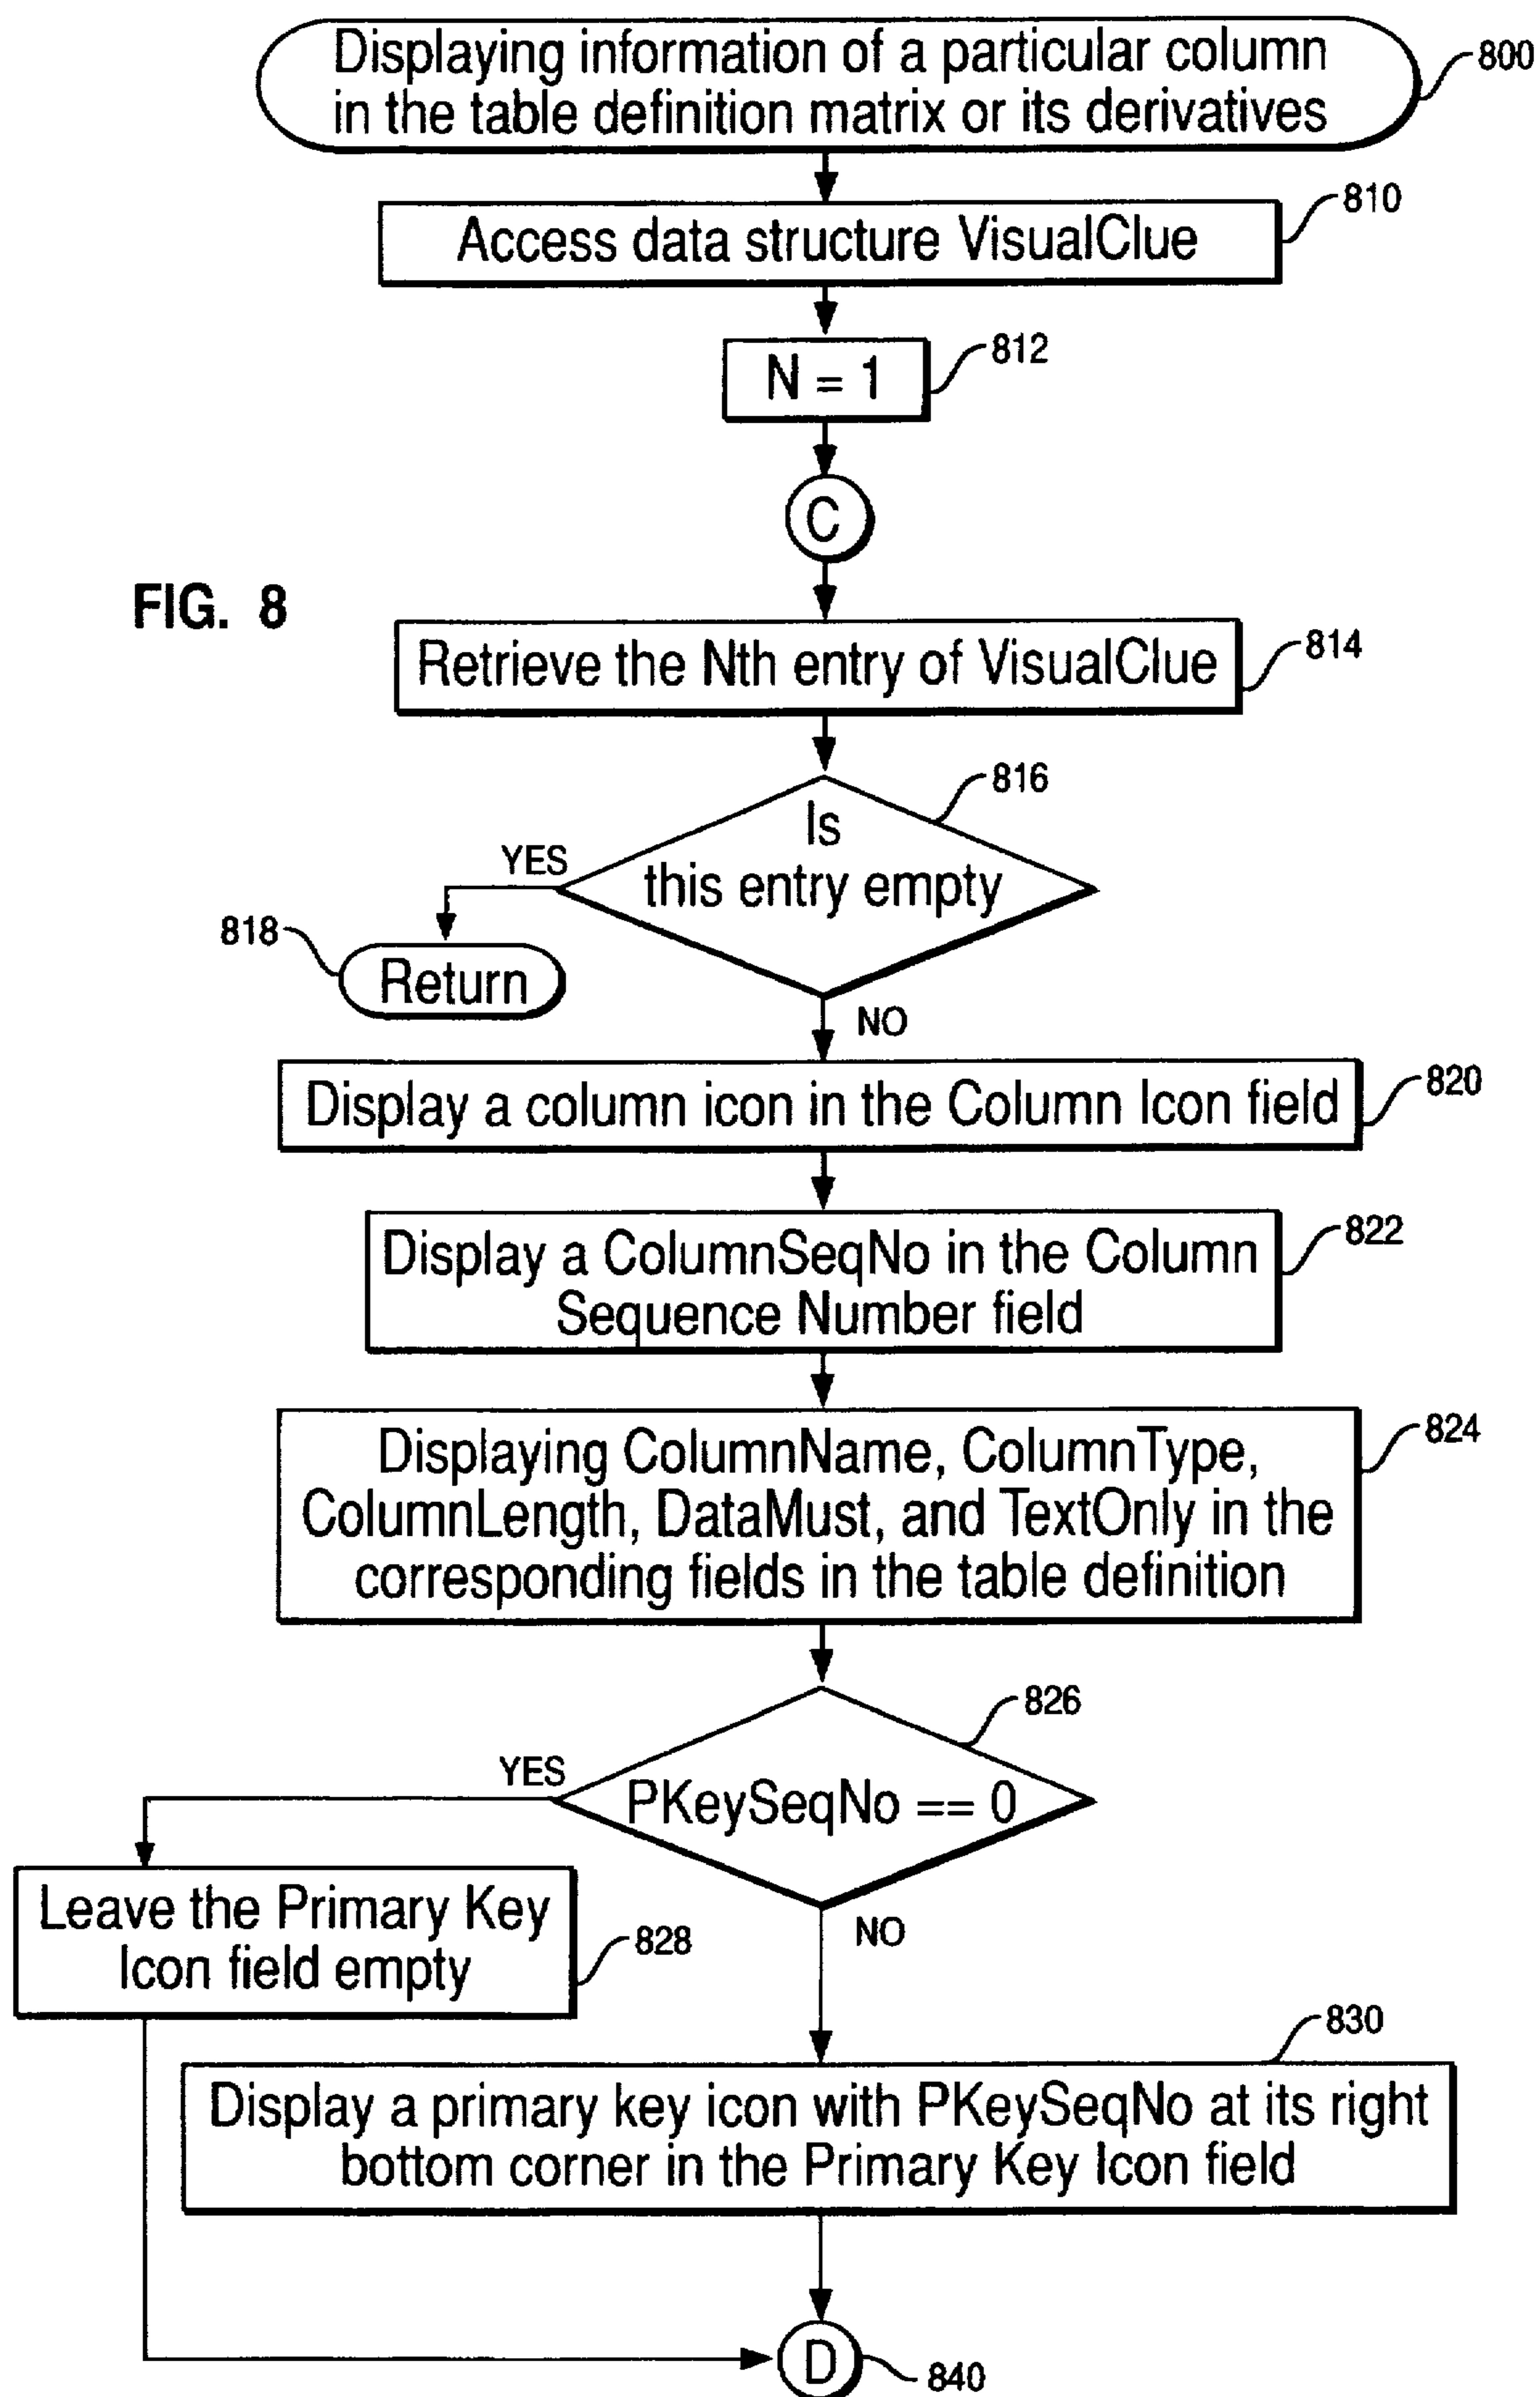 Displaying information of a particular column
in the table definition matrix or its derivatives
800
Access data structure VisualClue
810
N = 1
812
C
FIG. 8
Retrieve the Nth entry of VisualClue
814
Is
this entry empty
816
YES
818
Return
NO
Display a column icon in the Column Icon field
820
Display a ColumnSeqNo in the Column
Sequence Number field
822
Displaying ColumnName, ColumnType,
ColumnLength, DataMust, and TextOnly in the
corresponding fields in the table definition
824
PKeySeqNo == 0
826
YES
Leave the Primary Key
Icon field empty
828
NO
Display a primary key icon with PKeySeqNo at its right
bottom corner in the Primary Key Icon field
830
D
840